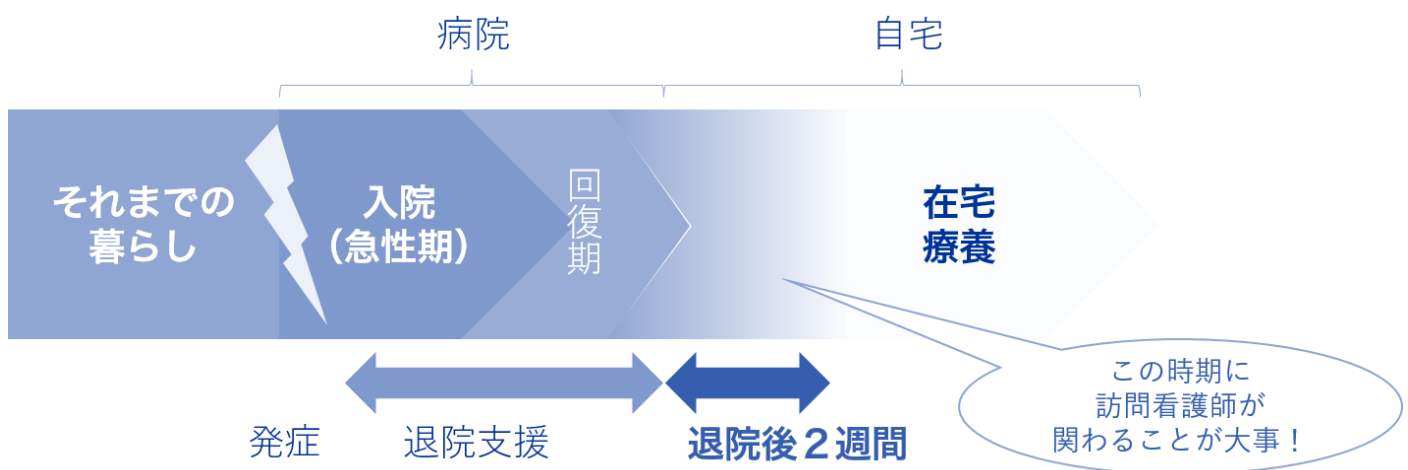 病院
自宅
それまでの
暮らし
入院
（急性期）
回復期
在宅
療養
この時期に
訪問看護師が
関わることが大事！
発症
退院支援
退院後２週間